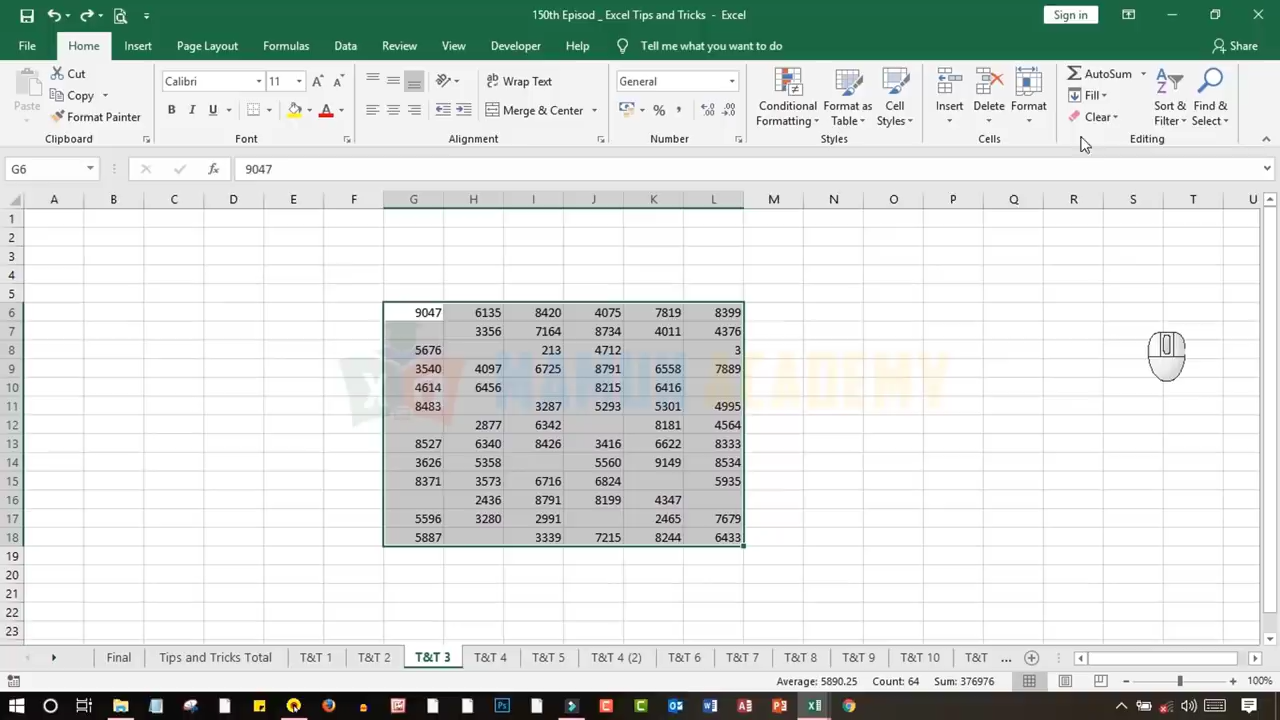 150th Episod _ Excel Tips and Tricks - Excel
Sign in
File Home Insert Page Layout Formulas Data Review View Developer Help Tell me what you want to do Share
Paste Cut Calibri 11 Wrap Text General Conditional Formatting Format as Table Cell Styles Insert Delete Format AutoSum Sort & Filter Find & Select
Copy Fill
Format Painter B I U Merge & Center % Clear
Clipboard Font Alignment Number Styles Cells Editing
G6 fx 9047
A B C D E F G H I J K L M N O P Q R S T U
1
2
3
4
5
6 9047 6135 8420 4075 7819 8399
7 3356 7164 8734 4011 4376
8 5676 213 4712 3
9 3540 4097 6725 8791 6558 7889
10 4614 6456 8215 6416
11 8483 3287 5293 5301 4995
12 2877 6342 8181 4564
13 8527 6340 8426 3416 6622 8333
14 3626 5358 5560 9149 8534
15 8371 3573 6716 6824 5935
16 2436 8791 8199 4347
17 5596 3280 2991 2465 7679
18 5887 3339 7215 8244 6433
19
20
21
22
23
Final Tips and Tricks Total T&T 1 T&T 2 T&T 3 T&T 4 T&T 5 T&T 4 (2) T&T 6 T&T 7 T&T 8 T&T 9 T&T 10 T&T ...
Average: 5890.25 Count: 64 Sum: 376976 100%